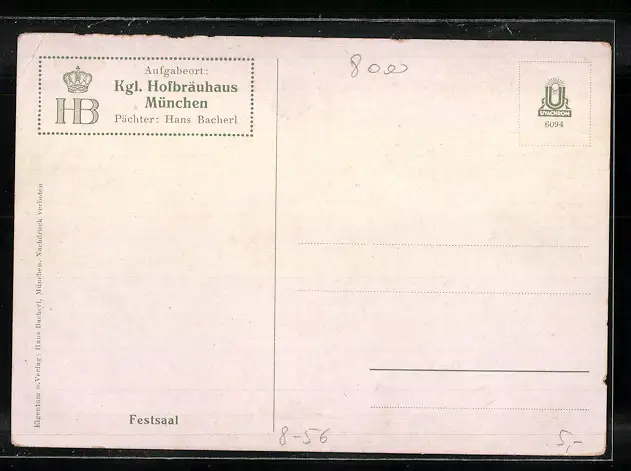 Aufgabeort:
Kgl. Hofbräuhaus
München
Pächter: Hans Bacherl
HB
8000
U
UVACHROM
6094
Eigentum u. Verlag: Hans Bacherl, München. Nachdruck verboten
Festsaal
8-56
5,-